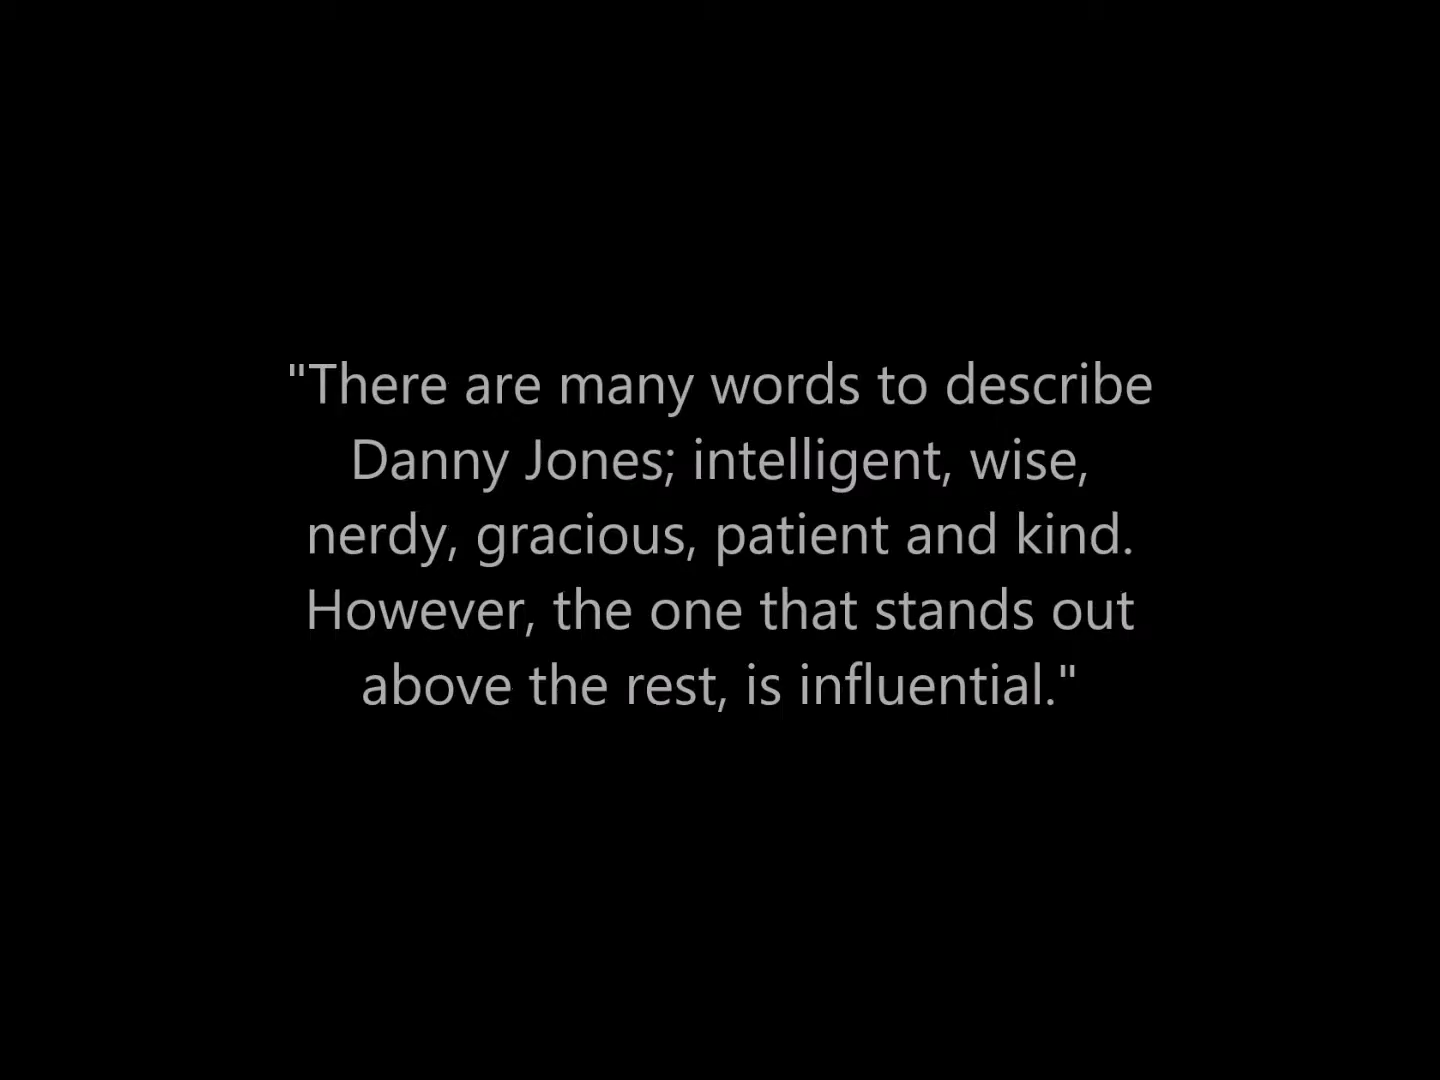 "There are many words to describe
Danny Jones; intelligent, wise,
nerdy, gracious, patient and kind.
However, the one that stands out
above the rest, is influential."